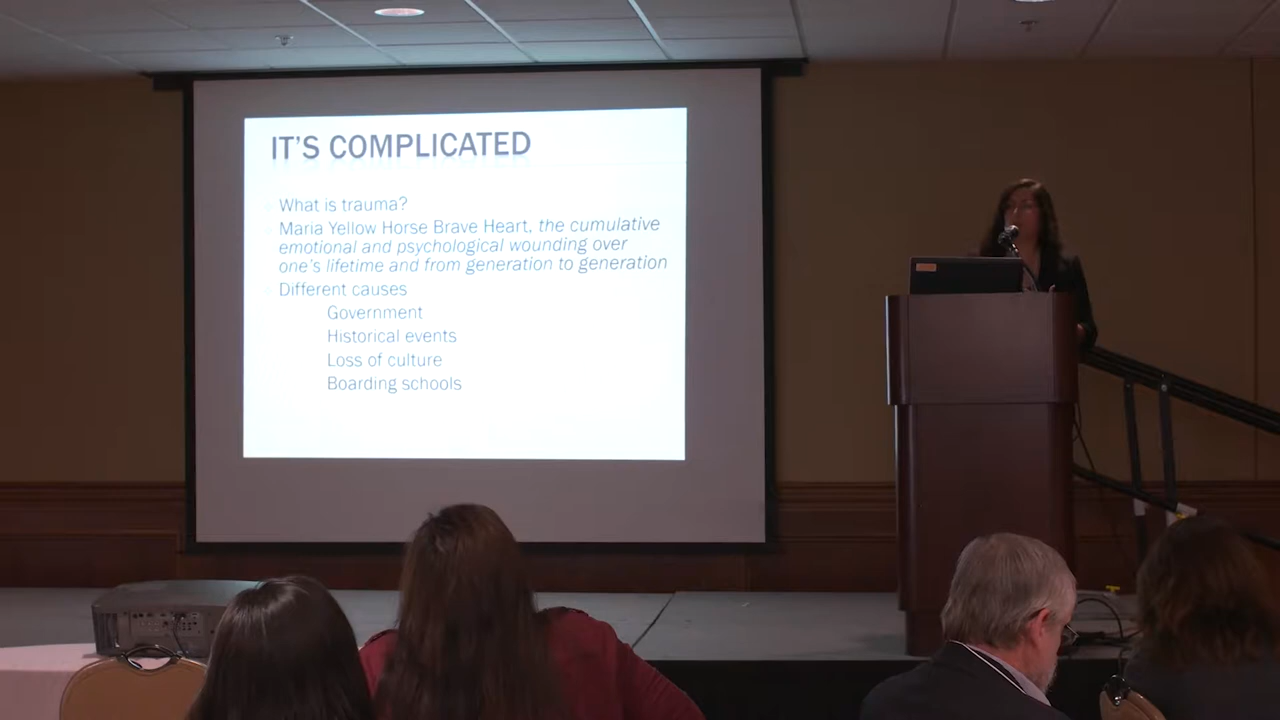 IT'S COMPLICATED
What is trauma?
Maria Yellow Horse Brave Heart, the cumulative
emotional and psychological wounding over
one's lifetime and from generation to generation
Different causes
Government
Historical events
Loss of culture
Boarding schools